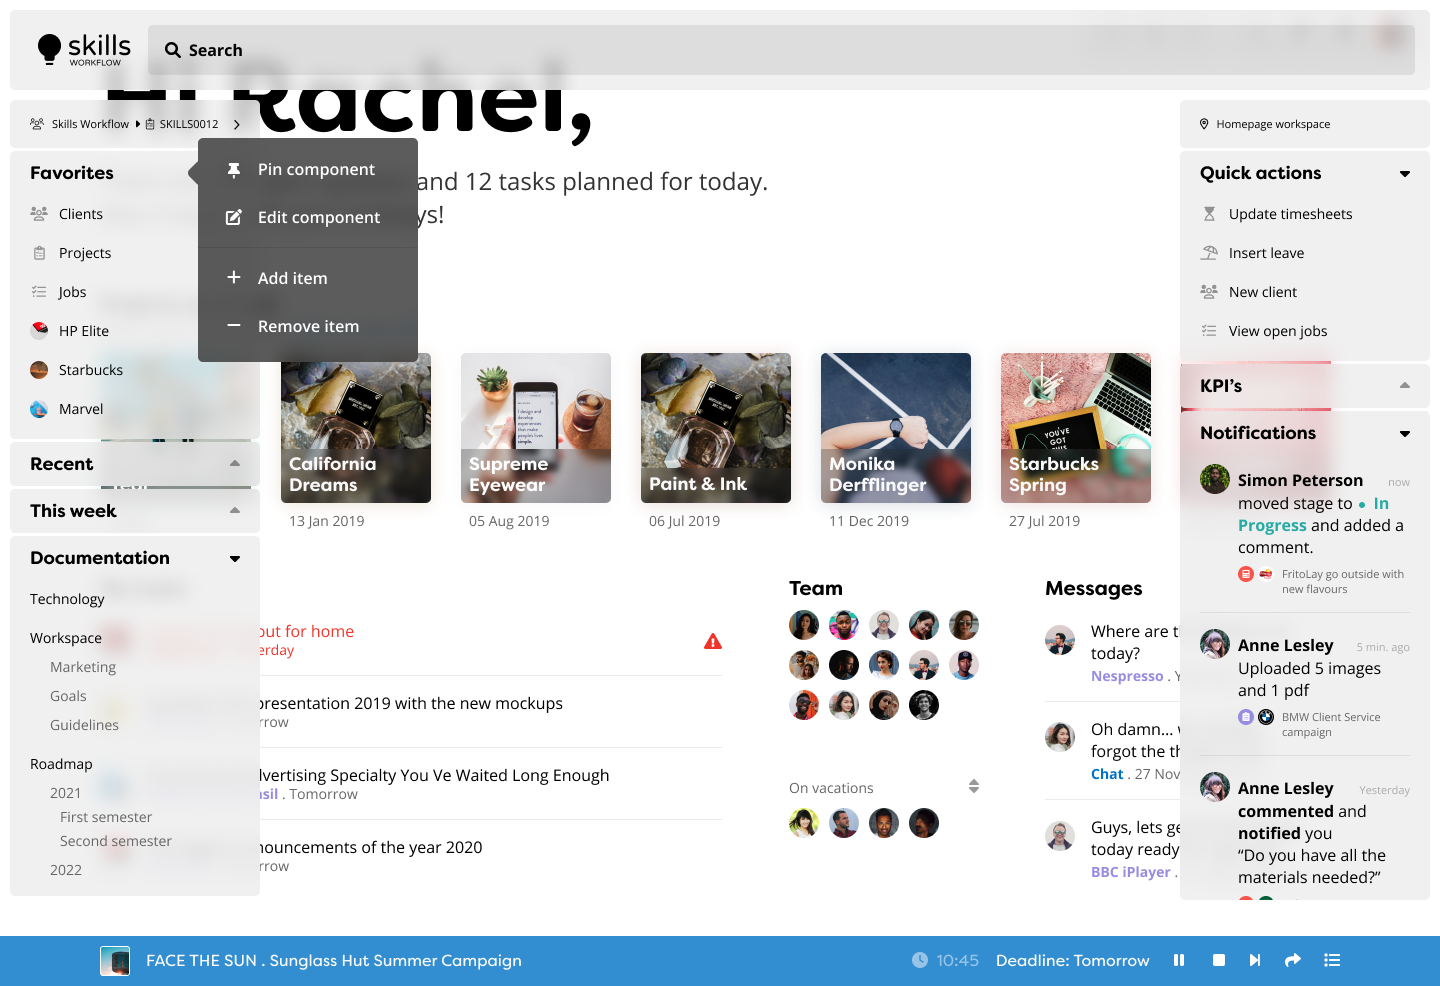 skills
WORKFLOW
Search
Hi Rachel,
Skills Workflow
SKILLS0012
Homepage workspace
Favorites
Clients
Projects
Jobs
HP Elite
Starbucks
Marvel
Recent
This week
Documentation
Technology
Workspace
Marketing
Goals
Guidelines
Roadmap
2021
First semester
Second semester
2022
Pin component
Edit component
Add item
Remove item
and 12 tasks planned for today.
California
Dreams
13 Jan 2019
Supreme
Eyewear
05 Aug 2019
Paint & Ink
06 Jul 2019
Monika
Derfflinger
11 Dec 2019
YOU'VE
GOT
Starbucks
Spring
27 Jul 2019
out for home
presentation 2019 with the new mockups
dvertising Specialty You Ve Waited Long Enough
. Tomorrow
of the year 2020
Team
On vacations
Messages
Where are
today?
Nespresso .
Oh damn...
forgot the
Chat . 27 Nov
Guys, lets
today ready
BBC iPlayer .
Quick actions
Update timesheets
Insert leave
New client
View open jobs
KPI's
Notifications
Simon Peterson now
moved stage to • In
Progress and added a
comment.
FritoLay go outside with
new flavours
Anne Lesley 5 min. ago
Uploaded 5 images
and 1 pdf
BMW Client Service
campaign
Anne Lesley Yesterday
commented and
notified you
“Do you have all the
materials needed?”
FACE THE SUN . Sunglass Hut Summer Campaign
10:45 Deadline: Tomorrow